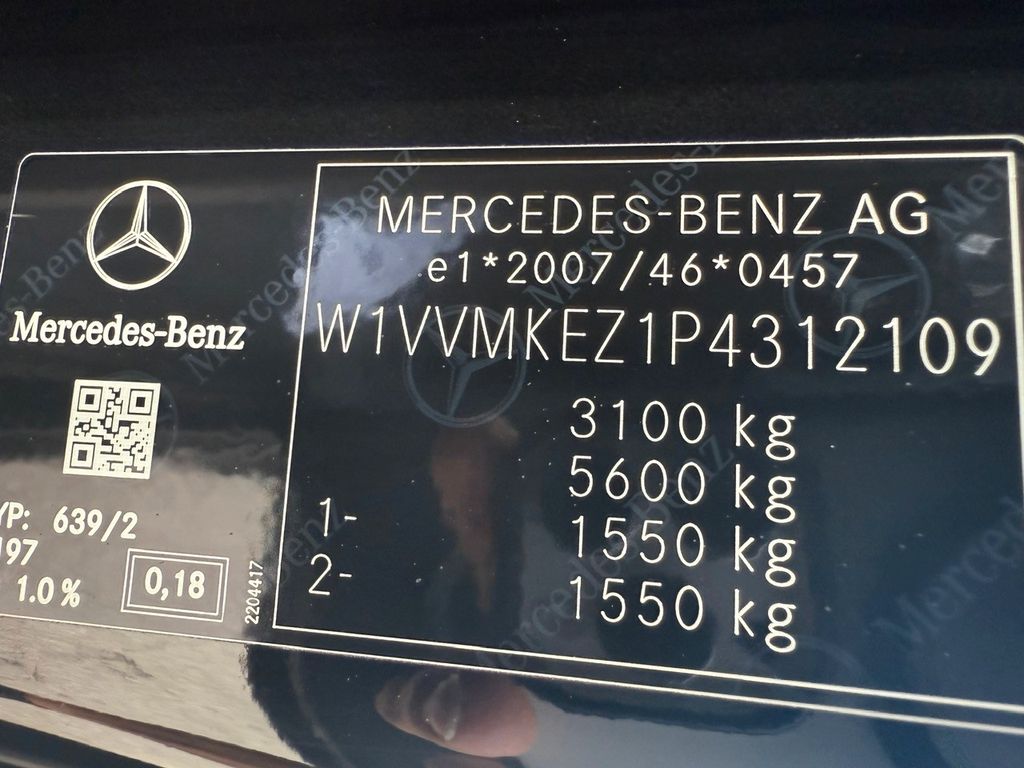 Mercedes-Benz
YP: 639/2
197
1.0 %
0,18
2204417
MERCEDES-BENZ AG
e1*2007/46*0457
W1VVMKEZ1P4312109
3100 kg
5600 kg
1- 1550 kg
2- 1550 kg